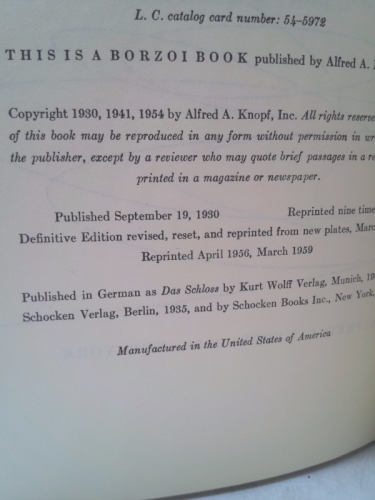 L. C. catalog card number: 54–5972
THIS IS A BORZOI BOOK published by Alfred A.
Copyright 1930, 1941, 1954 by Alfred A. Knopf, Inc. All rights
of this book may be reproduced in any form without permission in
the publisher, except by a reviewer who may quote brief passages in a
printed in a magazine or newspaper.
Published September 19, 1930 Reprinted nine
Definitive Edition revised, reset, and reprinted from new plates,
Reprinted April 1956, March 1959
Published in German as Das Schloss by Kurt Wolff Verlag, Munich,
Schocken Verlag, Berlin, 1935, and by Schocken Books Inc., New York,
Manufactured in the United States of America